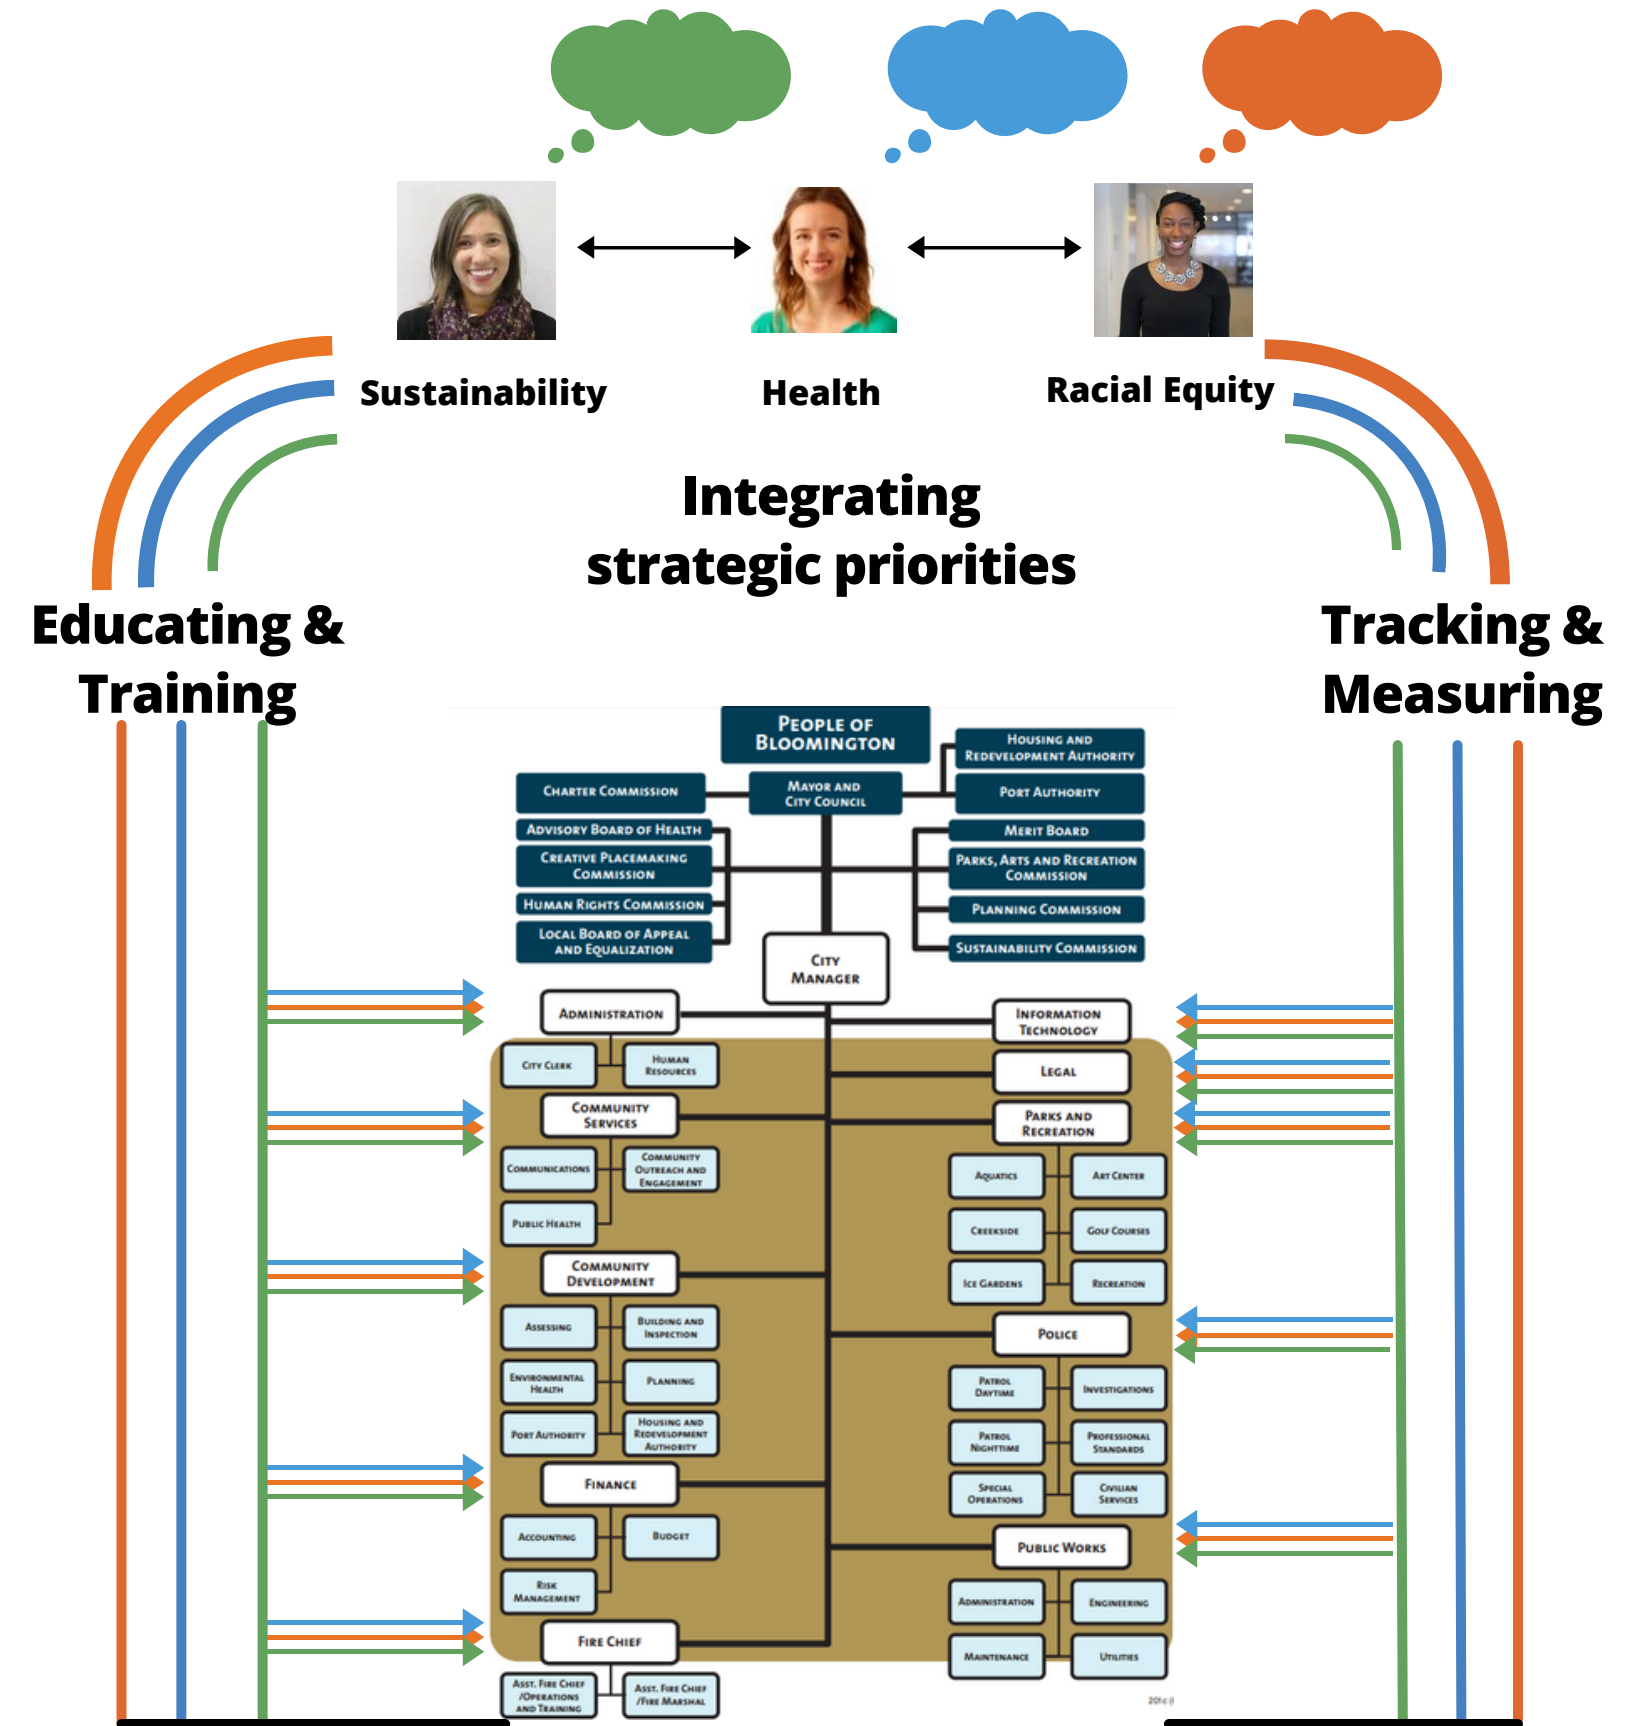 Sustainability
Health
Racial Equity
Integrating
strategic priorities
Educating &
Training
Tracking &
Measuring
PEOPLE OF
BLOOMINGTON
HOUSING AND
REDEVELOPMENT AUTHORITY
CHARTER COMMISSION
MAYOR AND
CITY COUNCIL
PORT AUTHORITY
ADVISORY BOARD OF HEALTH
MERIT BOARD
CREATIVE PLACEMAKING
COMMISSION
PARKS, ARTS AND RECREATION
COMMISSION
HUMAN RIGHTS COMMISSION
PLANNING COMMISSION
LOCAL BOARD OF APPEAL
AND EQUALIZATION
SUSTAINABILITY COMMISSION
CITY
MANAGER
ADMINISTRATION
CITY CLERK
HUMAN
RESOURCES
COMMUNITY
SERVICES
COMMUNICATIONS
COMMUNITY
OUTREACH AND
ENGAGEMENT
PUBLIC HEALTH
COMMUNITY
DEVELOPMENT
ASSESSING
BUILDING AND
INSPECTION
ENVIRONMENTAL
HEALTH
PLANNING
PORT AUTHORITY
HOUSING AND
REDEVELOPMENT
AUTHORITY
FINANCE
ACCOUNTING
BUDGET
RISK
MANAGEMENT
FIRE CHIEF
ASST. FIRE CHIEF
/OPERATIONS
AND TRAINING
ASST. FIRE CHIEF
/FIRE MARSHAL
INFORMATION
TECHNOLOGY
LEGAL
PARKS AND
RECREATION
AQUATICS
ART CENTER
CREEKSIDE
GOLF COURSES
ICE GARDENS
RECREATION
POLICE
PATROL
DAYTIME
INVESTIGATIONS
PATROL
NIGHTTIME
PROFESSIONAL
STANDARDS
SPECIAL
OPERATIONS
CIVILIAN
SERVICES
PUBLIC WORKS
ADMINISTRATION
ENGINEERING
MAINTENANCE
UTILITIES